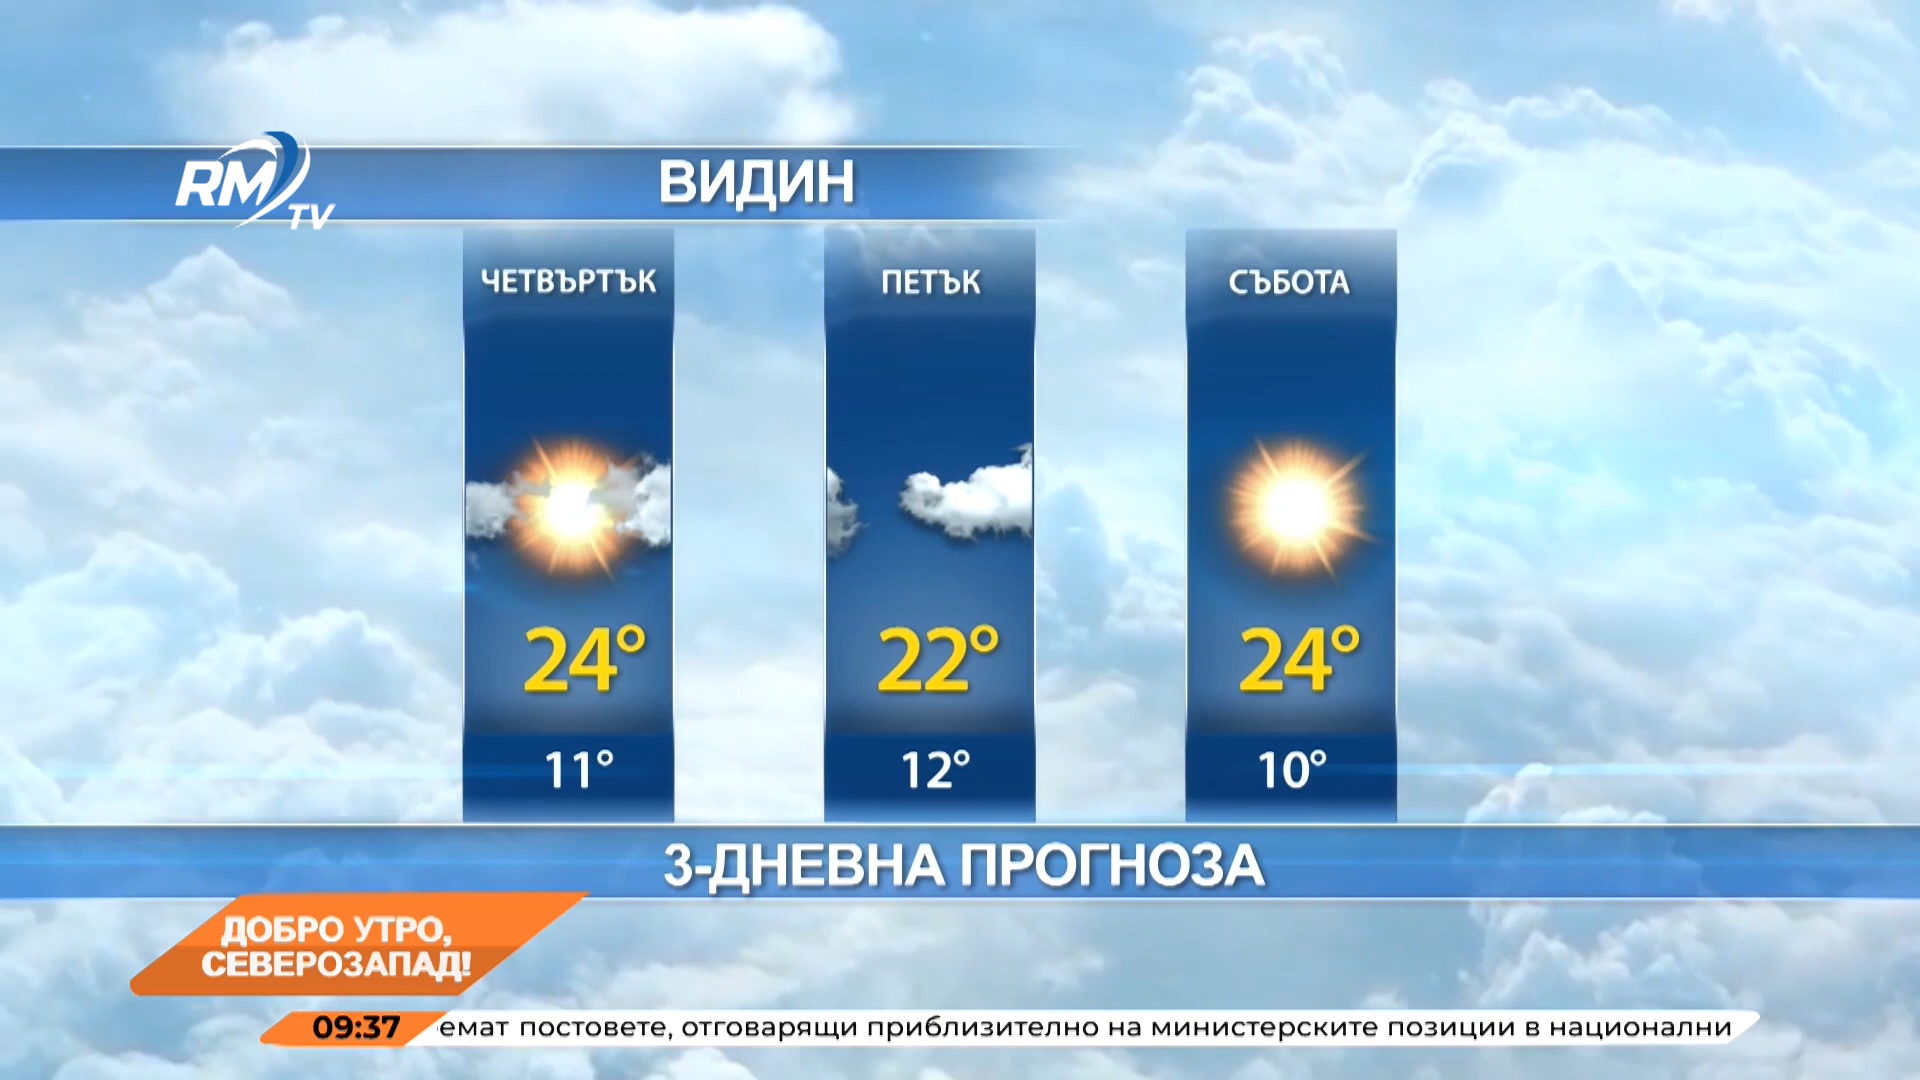 RM TV
ВИДИН
ЧЕТВЪРТЪК
ПЕТЪК
СЪБОТА
24°
22°
24°
11°
12°
10°
3-ДНЕВНА ПРОГНОЗА
ДОБРО УТРО,
СЕВЕРОЗАПАД!
09:37
постовете, отговарящи приблизително на министерските позиции в национални